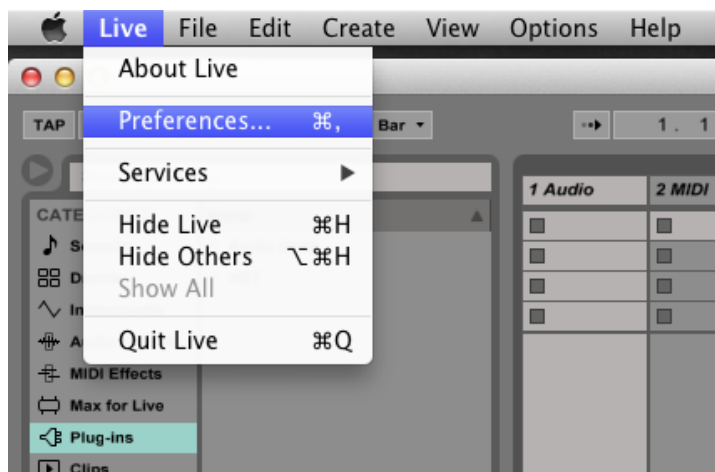 Live File Edit Create View Options Help
About Live
TAP Preferences... ⌘, Bar 1. 1
Services
1 Audio 2 MIDI
CATE
Hide Live ⌘H
Hide Others ⌥⌘H
Show All
Quit Live ⌘Q
MIDI Effects
Max for Live
Plug-ins
Clips